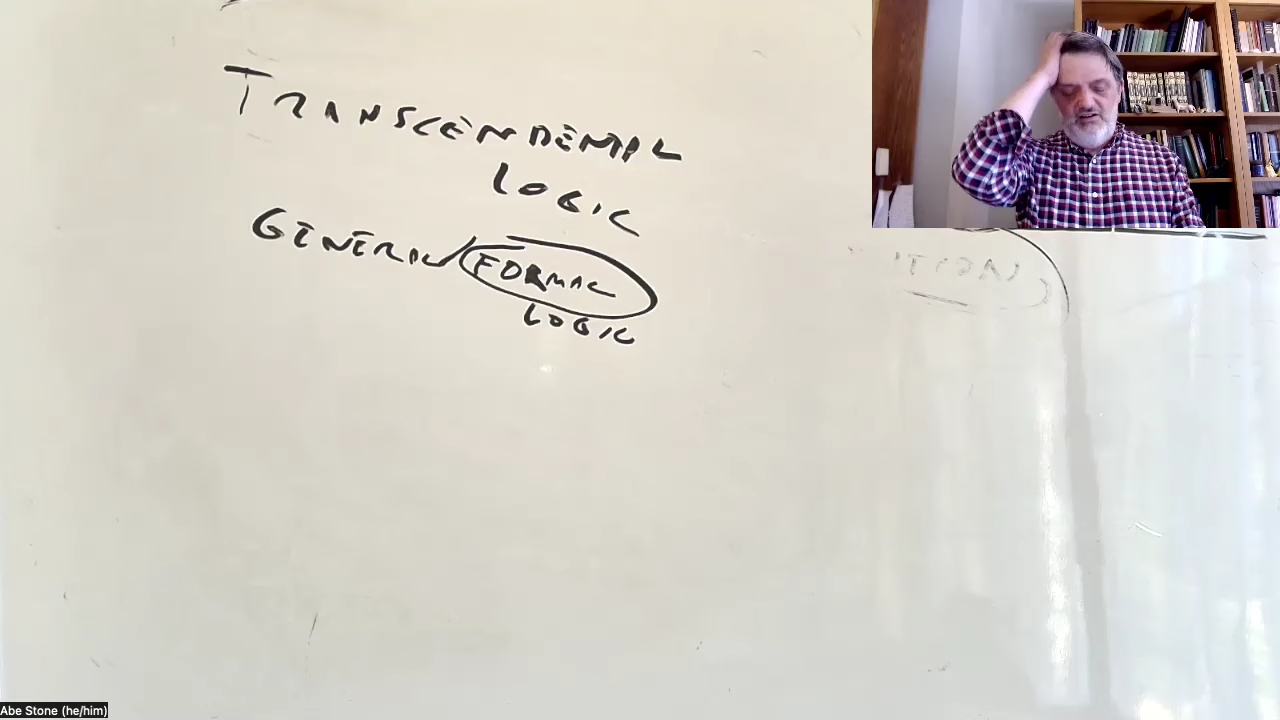 TRANSCENDENTAL
LOGIC
GENERAL/FORMAL
LOGIC
Abe Stone (he/him)